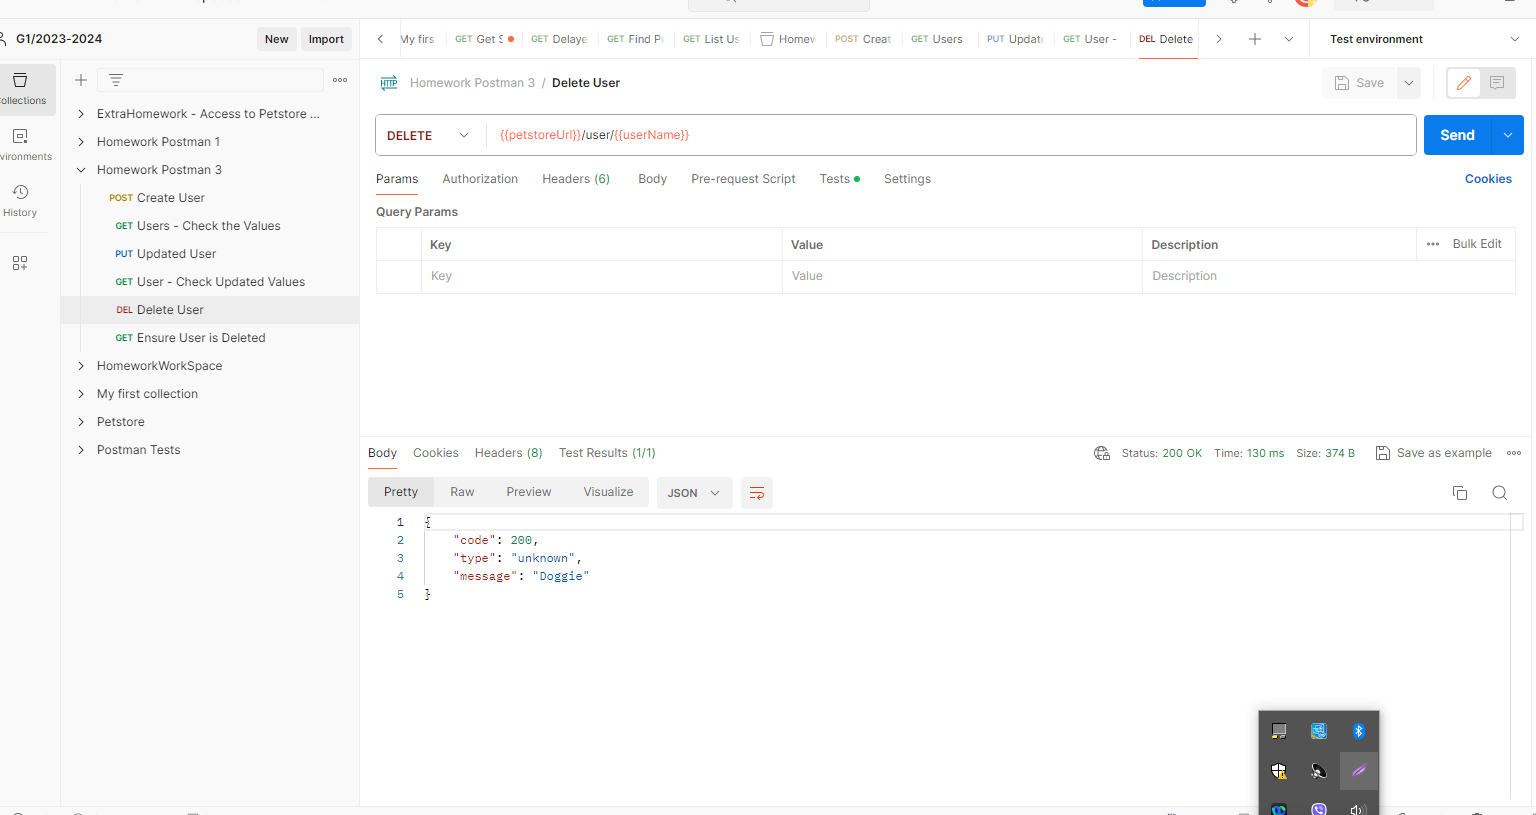 G1/2023-2024
New
Import
My firs
GET Get S
GET Delaye
GET Find P
GET List Us
Homew
POST Creat
GET Users
PUT Updat
GET User -
DEL Delete
Test environment
Collections
Environments
History
ExtraHomework - Access to Petstore ...
Homework Postman 1
Homework Postman 3
POST Create User
GET Users - Check the Values
PUT Updated User
GET User - Check Updated Values
DEL Delete User
GET Ensure User is Deleted
HomeworkWorkSpace
My first collection
Petstore
Postman Tests
HTTP Homework Postman 3 / Delete User
Save
DELETE
{{petstoreUrl}}/user/{{userName}}
Send
Params Authorization Headers (6) Body Pre-request Script Tests Settings
Cookies
Query Params
Key Value Description Bulk Edit
Key Value Description
Body Cookies Headers (8) Test Results (1/1)
Status: 200 OK Time: 130 ms Size: 374 B
Save as example
Pretty Raw Preview Visualize JSON
1 {
2 "code": 200,
3 "type": "unknown",
4 "message": "Doggie"
5 }